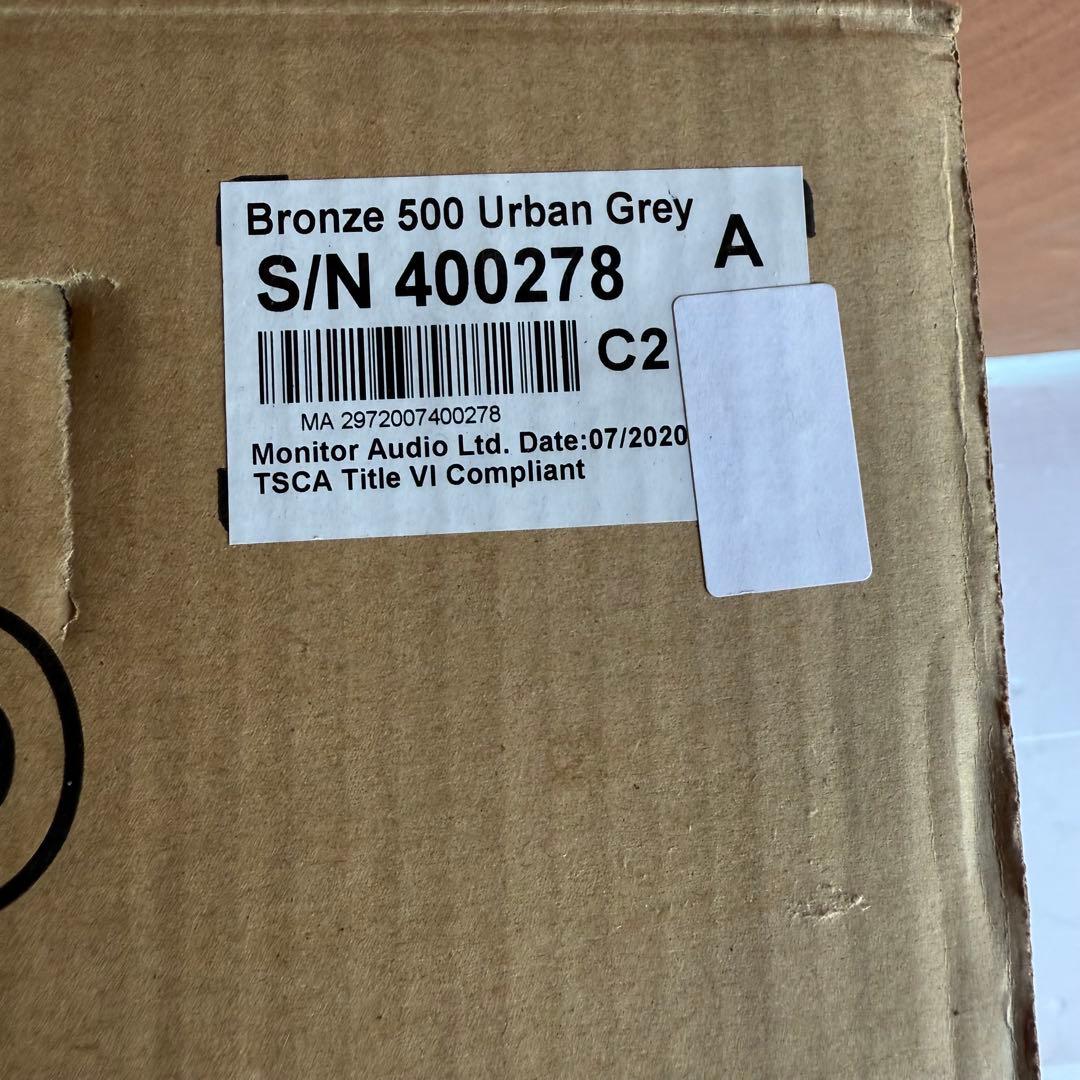 Bronze 500 Urban Grey
A
S/N 400278
C2
MA 2972007400278
Monitor Audio Ltd. Date:07/2020
TSCA Title VI Compliant